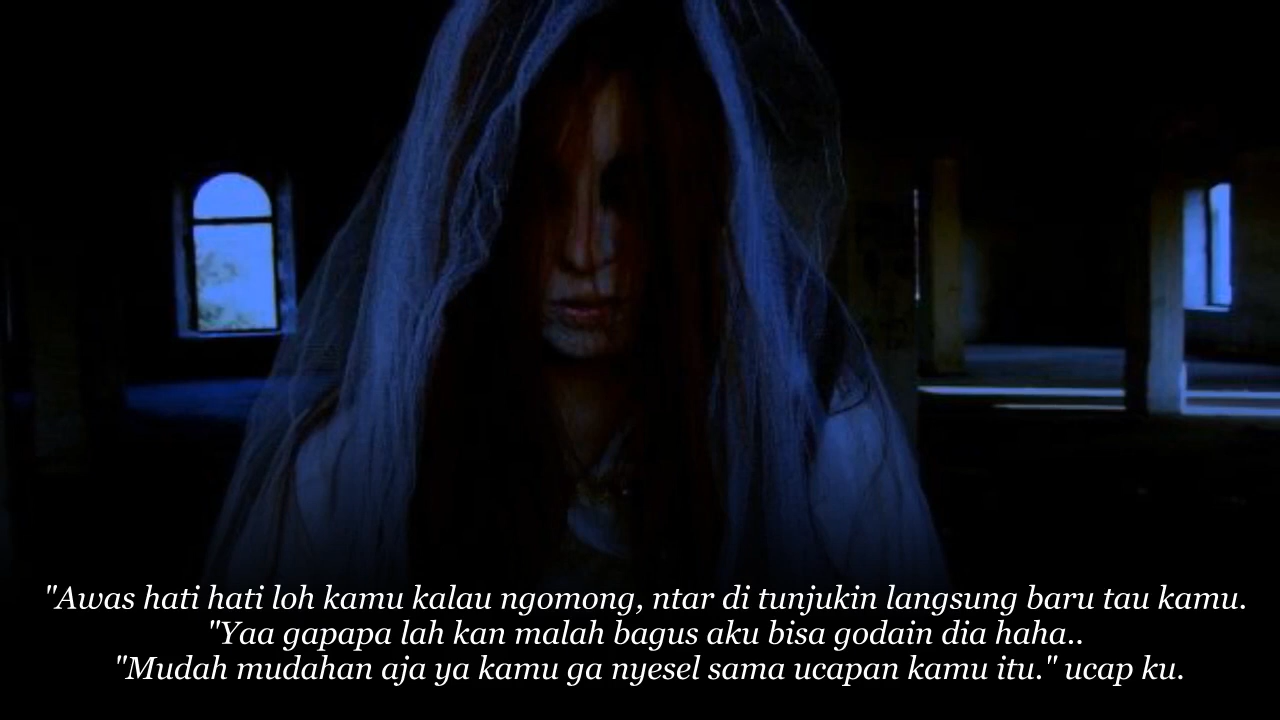 "Awas hati hati loh kamu kalau ngomong, ntar di tunjukin langsung baru tau kamu.
"Yaa gapapa lah kan malah bagus aku bisa godain dia haha..
"Mudah mudahan aja ya kamu ga nyesel sama ucapan kamu itu." ucap ku.